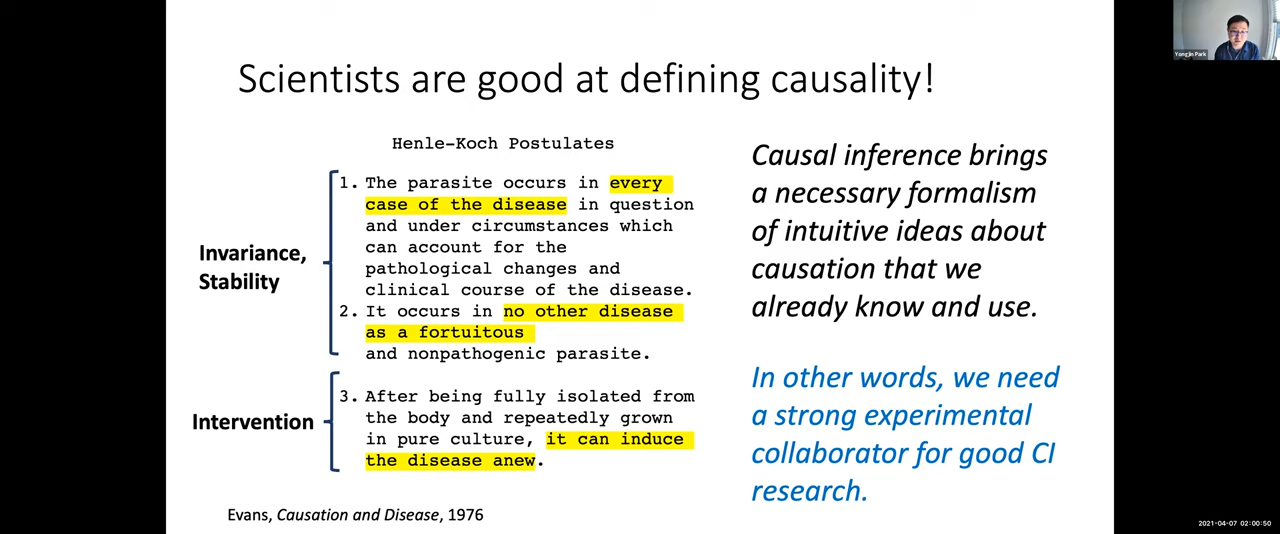 Yongjin Park
Scientists are good at defining causality!
Henle-Koch Postulates
Invariance,
Stability
1. The parasite occurs in every
case of the disease in question
and under circumstances which
can account for the
pathological changes and
clinical course of the disease.
2. It occurs in no other disease
as a fortuitous
and nonpathogenic parasite.
Intervention
3. After being fully isolated from
the body and repeatedly grown
in pure culture, it can induce
the disease anew.
Evans, Causation and Disease, 1976
Causal inference brings
a necessary formalism
of intuitive ideas about
causation that we
already know and use.
In other words, we need
a strong experimental
collaborator for good CI
research.
2021-04-07 02:00:50